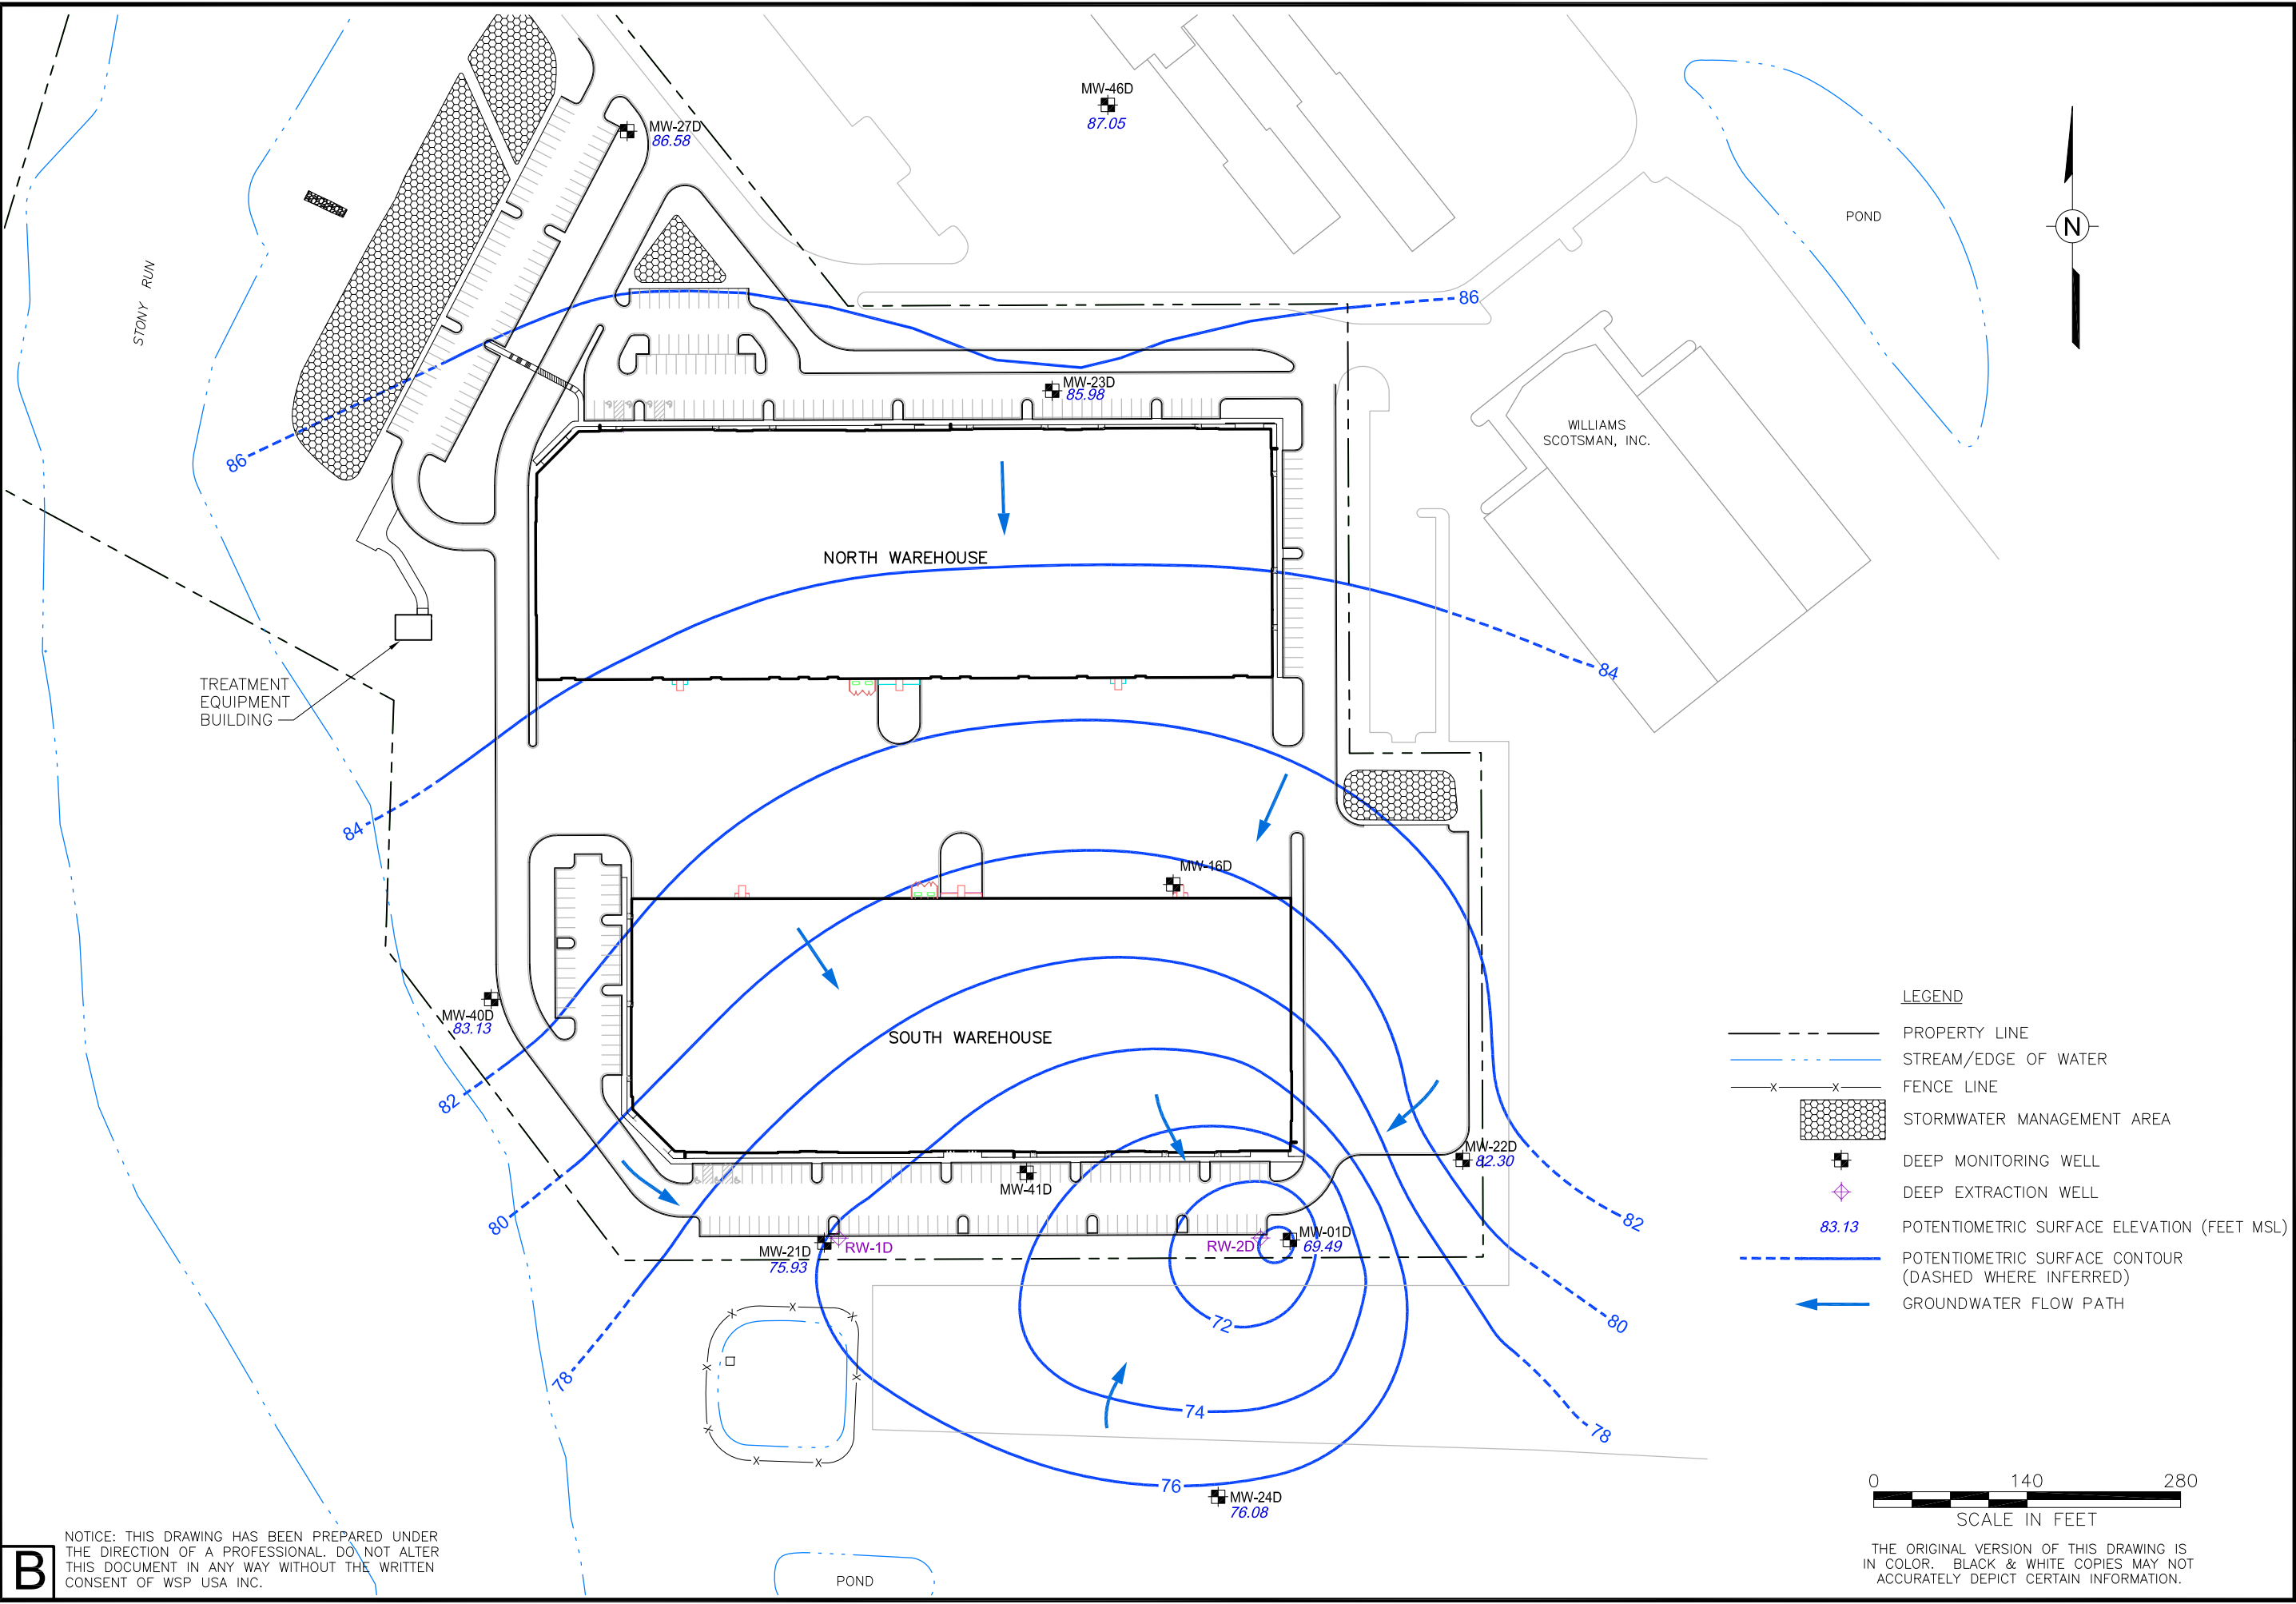 MW-46D
87.05
MW-27D
86.58
POND
N
STONY RUN
86
MW-23D
85.98
WILLIAMS
SCOTSMAN, INC.
86
NORTH WAREHOUSE
84
TREATMENT
EQUIPMENT
BUILDING
84
MW-16D
MW-40D
83.13
SOUTH WAREHOUSE
82
MW-22D
82.30
MW-41D
80
82
MW-21D
75.93
RW-1D
RW-2D
MW-01D
69.49
72
80
78
74
78
76
MW-24D
76.08
POND
LEGEND
PROPERTY LINE
STREAM/EDGE OF WATER
X X FENCE LINE
STORMWATER MANAGEMENT AREA
DEEP MONITORING WELL
DEEP EXTRACTION WELL
83.13 POTENTIOMETRIC SURFACE ELEVATION (FEET MSL)
POTENTIOMETRIC SURFACE CONTOUR
(DASHED WHERE INFERRED)
GROUNDWATER FLOW PATH
0 140 280
SCALE IN FEET
THE ORIGINAL VERSION OF THIS DRAWING IS
IN COLOR. BLACK & WHITE COPIES MAY NOT
ACCURATELY DEPICT CERTAIN INFORMATION.
B
NOTICE: THIS DRAWING HAS BEEN PREPARED UNDER
THE DIRECTION OF A PROFESSIONAL. DO NOT ALTER
THIS DOCUMENT IN ANY WAY WITHOUT THE WRITTEN
CONSENT OF WSP USA INC.